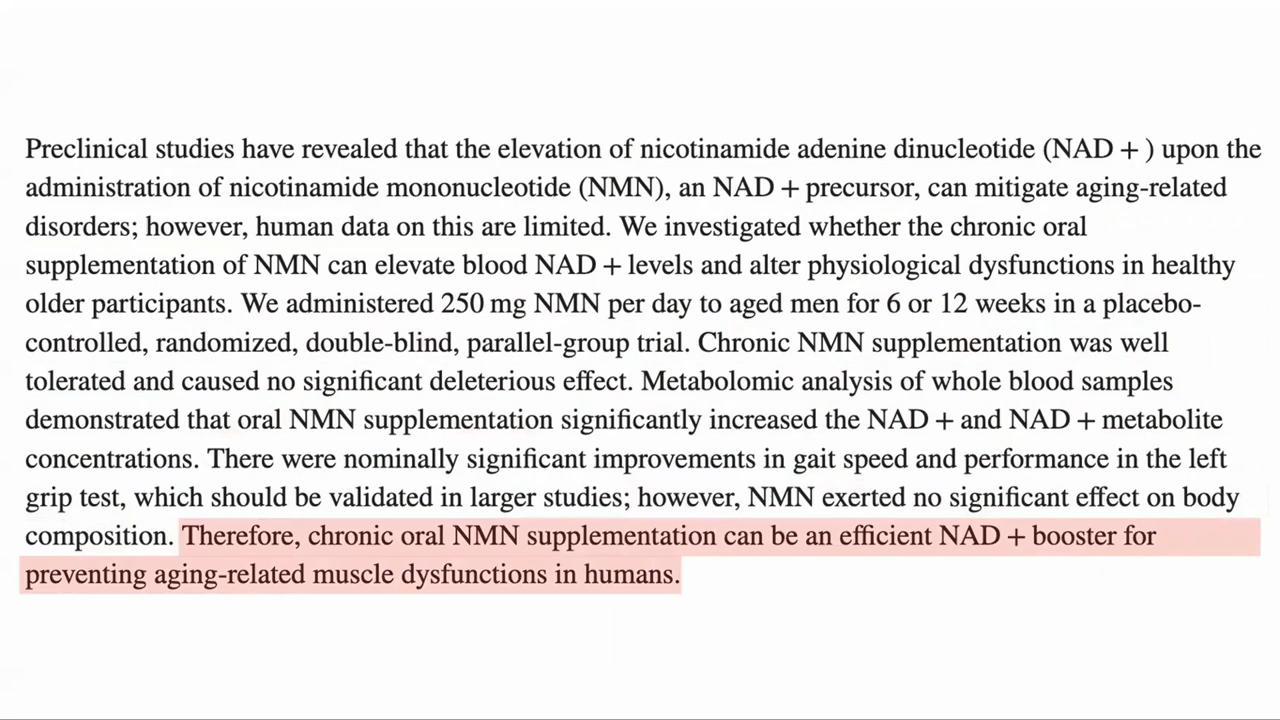 Preclinical studies have revealed that the elevation of nicotinamide adenine dinucleotide (NAD + ) upon the
administration of nicotinamide mononucleotide (NMN), an NAD + precursor, can mitigate aging-related
disorders; however, human data on this are limited. We investigated whether the chronic oral
supplementation of NMN can elevate blood NAD + levels and alter physiological dysfunctions in healthy
older participants. We administered 250 mg NMN per day to aged men for 6 or 12 weeks in a placebo-
controlled, randomized, double-blind, parallel-group trial. Chronic NMN supplementation was well
tolerated and caused no significant deleterious effect. Metabolomic analysis of whole blood samples
demonstrated that oral NMN supplementation significantly increased the NAD + and NAD + metabolite
concentrations. There were nominally significant improvements in gait speed and performance in the left
grip test, which should be validated in larger studies; however, NMN exerted no significant effect on body
composition. Therefore, chronic oral NMN supplementation can be an efficient NAD + booster for
preventing aging-related muscle dysfunctions in humans.